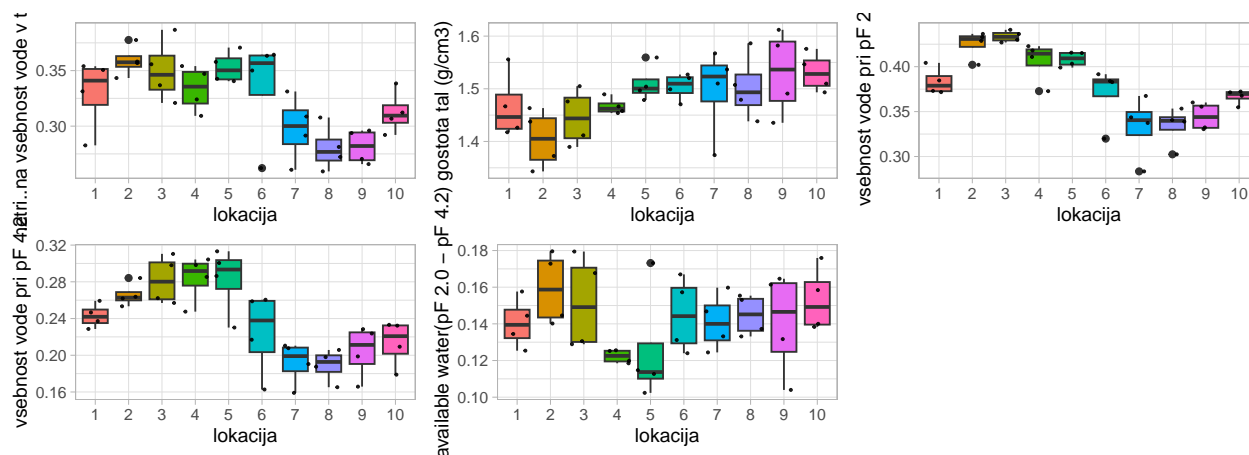 vsebnost vode v t
0.35
0.30
1 2 3 4 5 6 7 8 9 10
lokacija
gostota tal (g/cm3)
1.6
1.5
1.4
1 2 3 4 5 6 7 8 9 10
lokacija
vsebnost vode pri pF 2
0.40
0.35
0.30
1 2 3 4 5 6 7 8 9 10
lokacija
vsebnost vode pri pF 4.2
0.32
0.28
0.24
0.20
0.16
1 2 3 4 5 6 7 8 9 10
lokacija
available water(pF 2.0 – pF 4.2)
0.18
0.16
0.14
0.12
0.10
1 2 3 4 5 6 7 8 9 10
lokacija